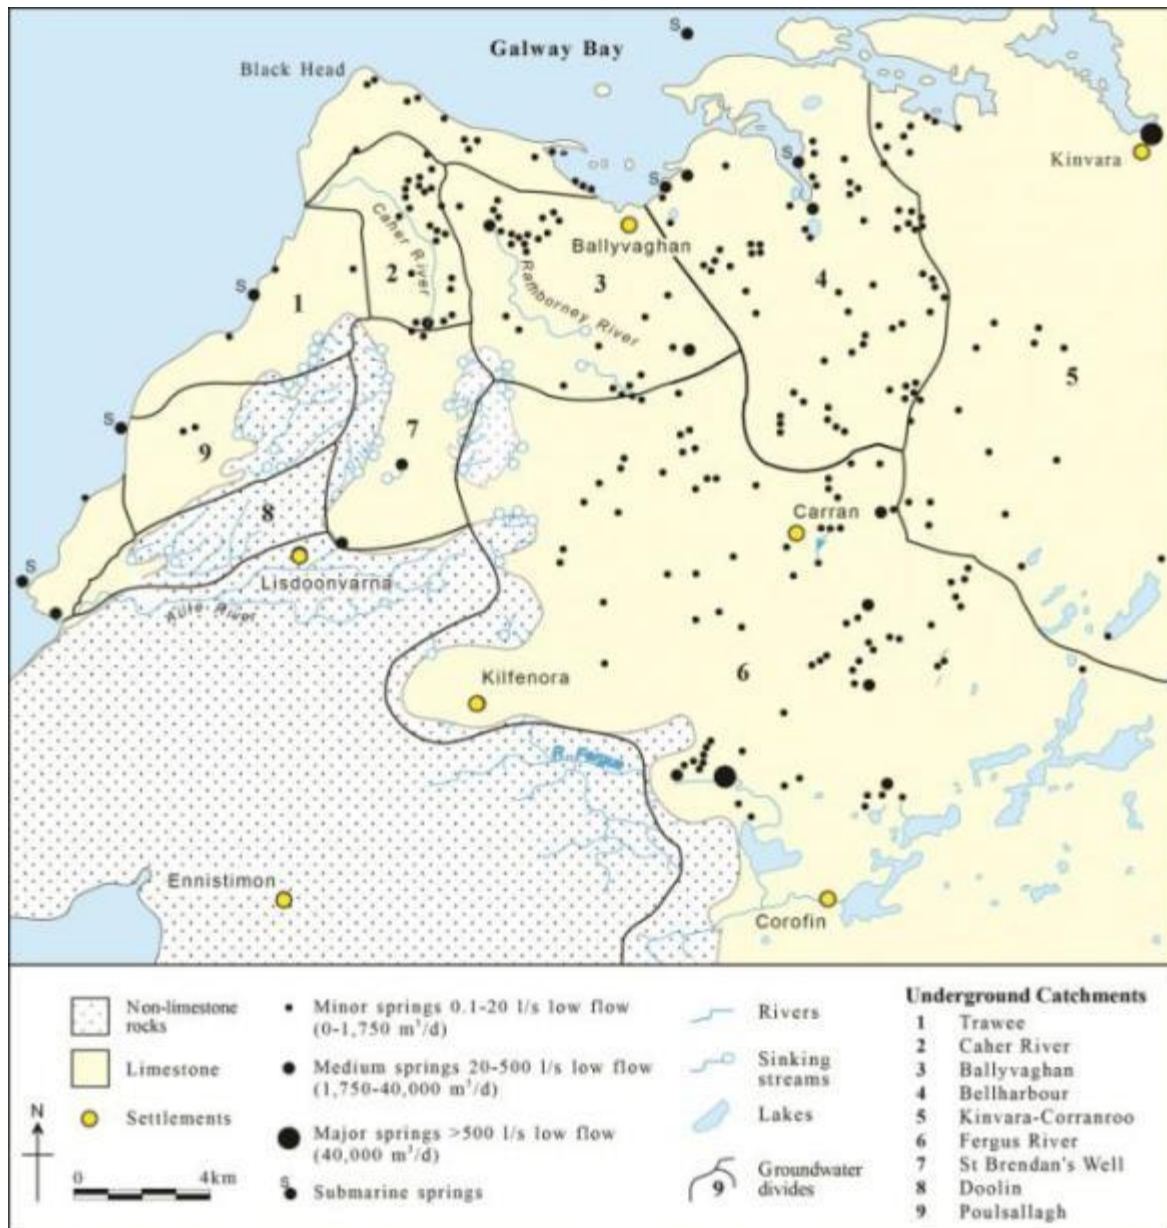 Galway Bay
S
Black Head
Kinvara
S
S
Caher River
Ballyvaghan
2
3
4
S
1
Ramborney River
5
S
7
9
8
Carran
Lisdoonvarna
S
Aille River
6
Kilfenora
R. Fergus
Ennistimon
Corofin
Non-limestone
rocks
Limestone
Settlements
N
0 4km
Minor springs 0.1-20 l/s low flow
(0-1,750 m³/d)
Medium springs 20-500 l/s low flow
(1,750-40,000 m³/d)
Major springs >500 l/s low flow
(40,000 m³/d)
S
Submarine springs
Rivers
Sinking
streams
Lakes
9
Groundwater
divides
Underground Catchments
1 Trawee
2 Caher River
3 Ballyvaghan
4 Bellharbour
5 Kinvara-Corranroo
6 Fergus River
7 St Brendan's Well
8 Doolin
9 Poulsallagh